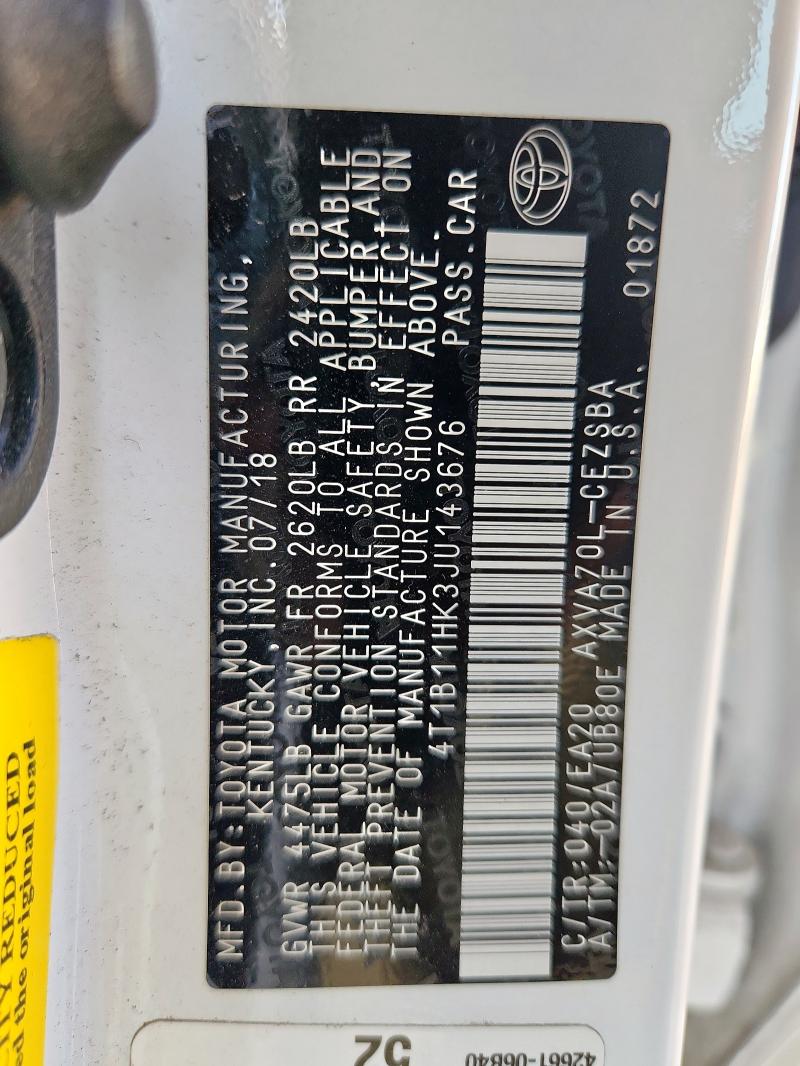 MFD.BY:TOYOTA MOTOR MANUFACTURING,
KENTUCKY,INC.07/18
GVWR 4475LB GAWR FR 2620LB RR 2420LB
THIS VEHICLE CONFORMS TO ALL APPLICABLE
FEDERAL MOTOR VEHICLE SAFETY, BUMPER AND
THEFT PREVENTION STANDARDS IN EFFECT ON
THE DATE OF MANUFACTURE SHOWN ABOVE.
4T1B11HK3JU143676 PASS.CAR
C/TR:040/EA20 AXVA70L-CEZSBA
A/TM:-02A/UB80E MADE IN U.S.A. 01872
REDUCED
the original load
52
42661-06B40